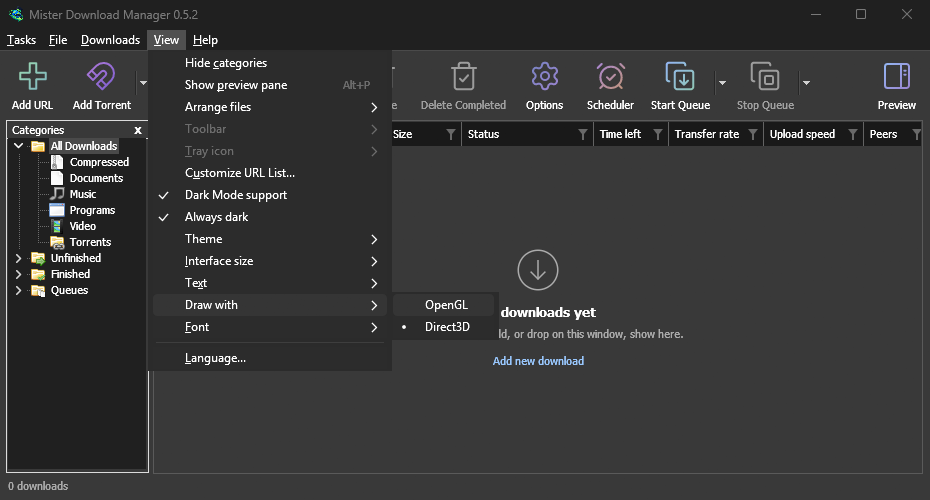 Mister Download Manager 0.5.2
Tasks File Downloads View Help
Add URL
Add Torrent
Delete Completed
Options
Scheduler
Start Queue
Stop Queue
Preview
Hide categories
Show preview pane Alt+P
Arrange files
Toolbar
Tray icon
Customize URL List...
Dark Mode support
Always dark
Theme
Interface size
Text
Draw with
Font
Language...
OpenGL
Direct3D
Categories x
All Downloads
Compressed
Documents
Music
Programs
Video
Torrents
Unfinished
Finished
Queues
Size Status Time left Transfer rate Upload speed Peers
downloads yet
or drop on this window, show here.
Add new download
0 downloads